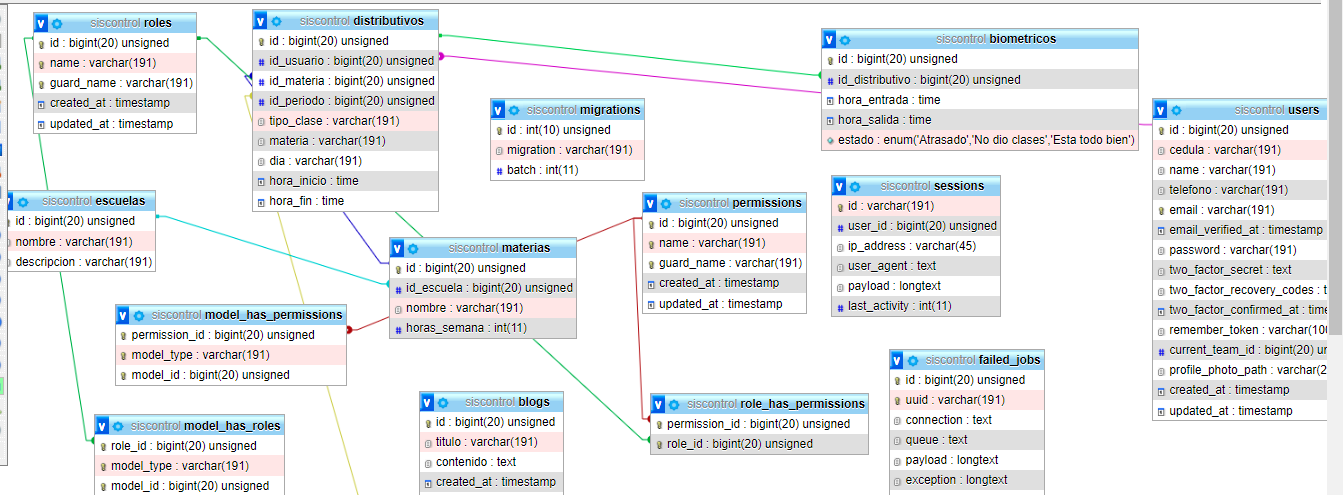 siscontrol roles
id : bigint(20) unsigned
name : varchar(191)
guard_name : varchar(191)
created_at : timestamp
updated_at : timestamp
siscontrol distributivos
id : bigint(20) unsigned
id_usuario : bigint(20) unsigned
id_materia : bigint(20) unsigned
id_periodo : bigint(20) unsigned
tipo_clase : varchar(191)
materia : varchar(191)
dia : varchar(191)
hora_inicio : time
hora_fin : time
siscontrol biometricos
id : bigint(20) unsigned
id_distributivo : bigint(20) unsigned
hora_entrada : time
hora_salida : time
estado : enum('Atrasado','No dio clases','Esta todo bien')
siscontrol migrations
id : int(10) unsigned
migration : varchar(191)
batch : int(11)
siscontrol users
id : bigint(20) unsigned
cedula : varchar(191)
name : varchar(191)
telefono : varchar(191)
email : varchar(191)
email_verified_at : timestamp
password : varchar(191)
two_factor_secret : text
two_factor_recovery_codes : t
two_factor_confirmed_at : time
remember_token : varchar(100
current_team_id : bigint(20) un
profile_photo_path : varchar(2
created_at : timestamp
updated_at : timestamp
siscontrol escuelas
id : bigint(20) unsigned
nombre : varchar(191)
descripcion : varchar(191)
siscontrol permissions
id : bigint(20) unsigned
name : varchar(191)
guard_name : varchar(191)
created_at : timestamp
updated_at : timestamp
siscontrol sessions
id : varchar(191)
user_id : bigint(20) unsigned
ip_address : varchar(45)
user_agent : text
payload : longtext
last_activity : int(11)
siscontrol materias
id : bigint(20) unsigned
id_escuela : bigint(20) unsigned
nombre : varchar(191)
horas_semana : int(11)
siscontrol model_has_permissions
permission_id : bigint(20) unsigned
model_type : varchar(191)
model_id : bigint(20) unsigned
siscontrol failed_jobs
id : bigint(20) unsigned
uuid : varchar(191)
connection : text
queue : text
payload : longtext
exception : longtext
siscontrol blogs
id : bigint(20) unsigned
titulo : varchar(191)
contenido : text
created_at : timestamp
siscontrol role_has_permissions
permission_id : bigint(20) unsigned
role_id : bigint(20) unsigned
siscontrol model_has_roles
role_id : bigint(20) unsigned
model_type : varchar(191)
model_id : bigint(20) unsigned